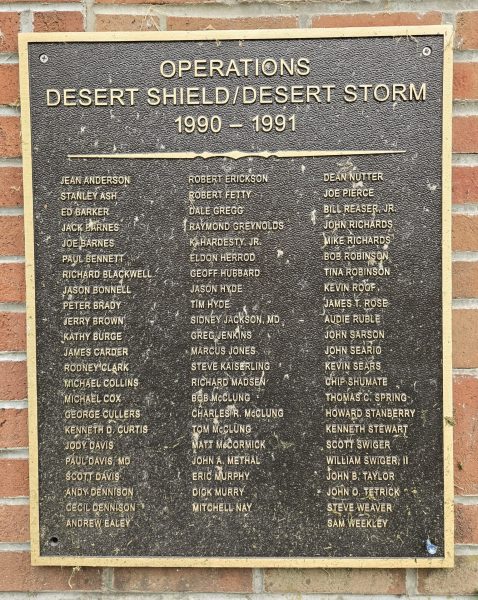 OPERATIONS
DESERT SHIELD/DESERT STORM
1990 – 1991
JEAN ANDERSON
STANLEY ASH
ED BARKER
JACK BARNES
JOE BARNES
PAUL BENNETT
RICHARD BLACKWELL
JASON BONNELL
PETER BRADY
JERRY BROWN
KATHY BURGE
JAMES CARDER
RODNEY CLARK
MICHAEL COLLINS
MICHAEL COX
GEORGE CULLERS
KENNETH D. CURTIS
JODY DAVIS
PAUL DAVIS, MD
SCOTT DAVIS
ANDY DENNISON
CECIL DENNISON
ANDREW EALEY
ROBERT ERICKSON
ROBERT FETTY
DALE GREGG
RAYMOND GREYNOLDS
K. HARDESTY, JR.
ELDON HERROD
GEOFF HUBBARD
JASON HYDE
TIM HYDE
SIDNEY JACKSON, MD
GREG JENKINS
MARCUS JONES
STEVE KAISERLING
RICHARD MADSEN
BOB McCLUNG
CHARLES R. McCLUNG
TOM McCLUNG
MATT McCORMICK
JOHN A. METHAL
ERIC MURPHY
DICK MURRY
MITCHELL NAY
DEAN NUTTER
JOE PIERCE
BILL REASER, JR.
JOHN RICHARDS
MIKE RICHARDS
BOB ROBINSON
TINA ROBINSON
KEVIN ROOF
JAMES T. ROSE
AUDIE RUBLE
JOHN SARSON
JOHN SEARIO
KEVIN SEARS
CHIP SHUMATE
THOMAS C. SPRING
HOWARD STANBERRY
KENNETH STEWART
SCOTT SWIGER
WILLIAM SWIGER, II
JOHN B. TAYLOR
JOHN D. TETRICK
STEVE WEAVER
SAM WEEKLEY